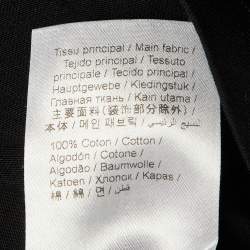 Tissu principal / Main fabric /
Tejido principal / Tessuto
principale / Tecido principal /
Hauptgewebe / Kledingstuk /
Главная ткань / Kain utama /
主要面料(装饰部分除外) /
本体 / 메인 패브릭 / النسيج الرئيسي
100% Coton / Cotton /
Algodón / Cotone /
Algodão / Baumwolle /
Katoen / Хлопок / Kapas /
棉 / 綿 / 면 / قطن